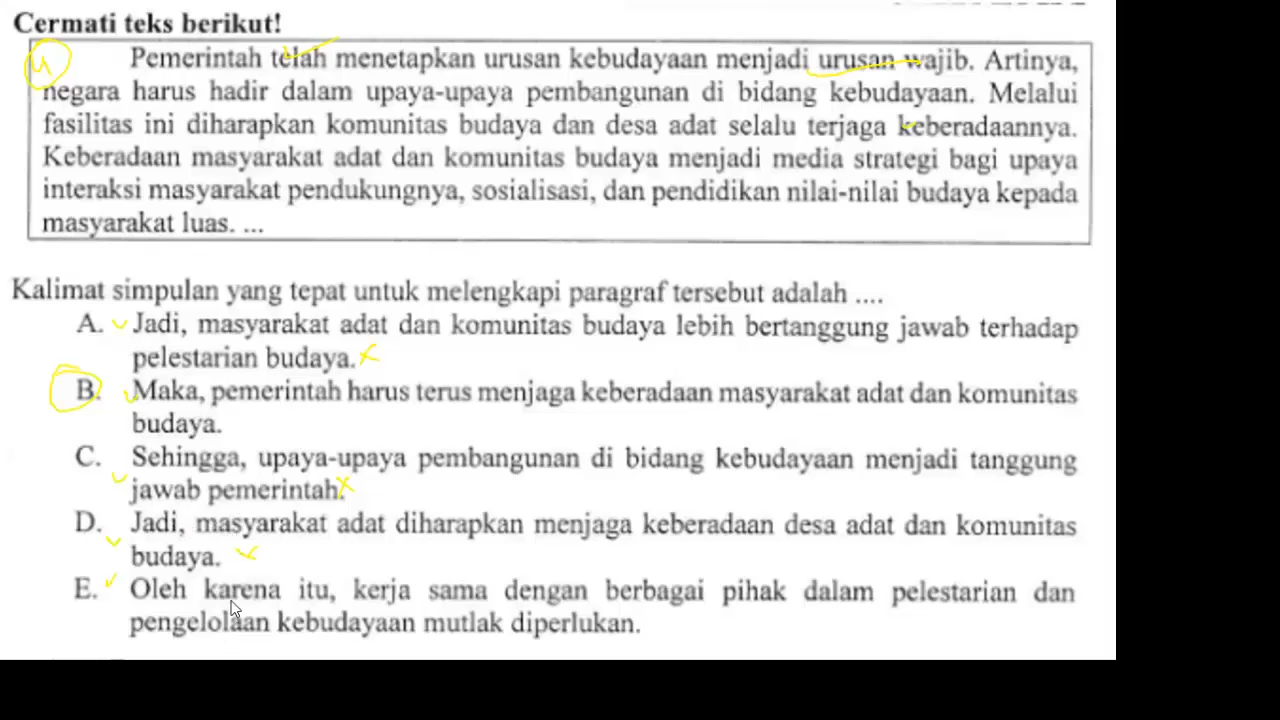 Cermati teks berikut!
4
Pemerintah telah menetapkan urusan kebudayaan menjadi urusan wajib. Artinya,
negara harus hadir dalam upaya-upaya pembangunan di bidang kebudayaan. Melalui
fasilitas ini diharapkan komunitas budaya dan desa adat selalu terjaga keberadaannya.
Keberadaan masyarakat adat dan komunitas budaya menjadi media strategi bagi upaya
interaksi masyarakat pendukungnya, sosialisasi, dan pendidikan nilai-nilai budaya kepada
masyarakat luas. ...
Kalimat simpulan yang tepat untuk melengkapi paragraf tersebut adalah ....
A. Jadi, masyarakat adat dan komunitas budaya lebih bertanggung jawab terhadap
pelestarian budaya.
B. Maka, pemerintah harus terus menjaga keberadaan masyarakat adat dan komunitas
budaya.
C. Sehingga, upaya-upaya pembangunan di bidang kebudayaan menjadi tanggung
jawab pemerintah.
D. Jadi, masyarakat adat diharapkan menjaga keberadaan desa adat dan komunitas
budaya.
E. Oleh karena itu, kerja sama dengan berbagai pihak dalam pelestarian dan
pengelolaan kebudayaan mutlak diperlukan.